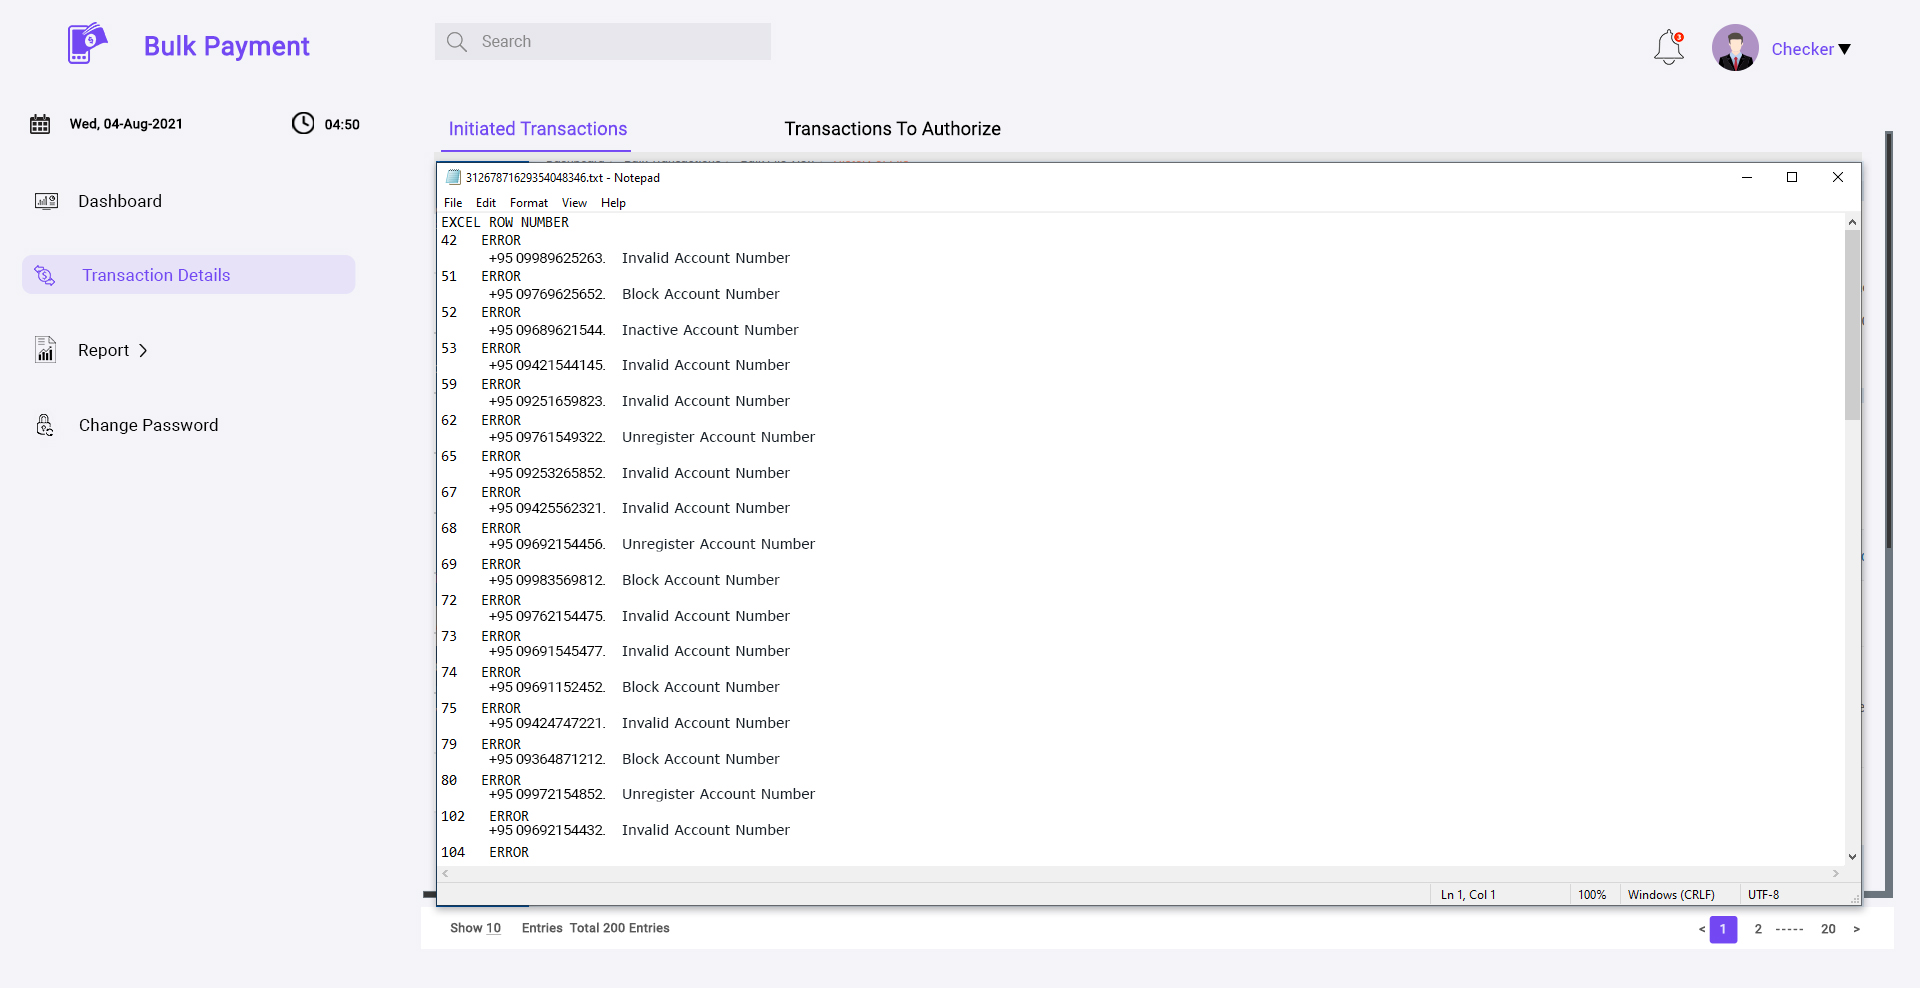 Bulk Payment
Search
3
Checker
Wed, 04-Aug-2021
04:50
Initiated Transactions
Transactions To Authorize
Dashboard
Transaction Details
Report
Change Password
31267871629354048346.txt - Notepad
File Edit Format View Help
EXCEL ROW NUMBER
42 ERROR
+95 09989625263. Invalid Account Number
51 ERROR
+95 09769625652. Block Account Number
52 ERROR
+95 09689621544. Inactive Account Number
53 ERROR
+95 09421544145. Invalid Account Number
59 ERROR
+95 09251659823. Invalid Account Number
62 ERROR
+95 09761549322. Unregister Account Number
65 ERROR
+95 09253265852. Invalid Account Number
67 ERROR
+95 09425562321. Invalid Account Number
68 ERROR
+95 09692154456. Unregister Account Number
69 ERROR
+95 09983569812. Block Account Number
72 ERROR
+95 09762154475. Invalid Account Number
73 ERROR
+95 09691545477. Invalid Account Number
74 ERROR
+95 09691152452. Block Account Number
75 ERROR
+95 09424747221. Invalid Account Number
79 ERROR
+95 09364871212. Block Account Number
80 ERROR
+95 09972154852. Unregister Account Number
102 ERROR
+95 09692154432. Invalid Account Number
104 ERROR
Ln 1, Col 1 100% Windows (CRLF) UTF-8
Show 10 Entries Total 200 Entries
< 1 2 ----- 20 >